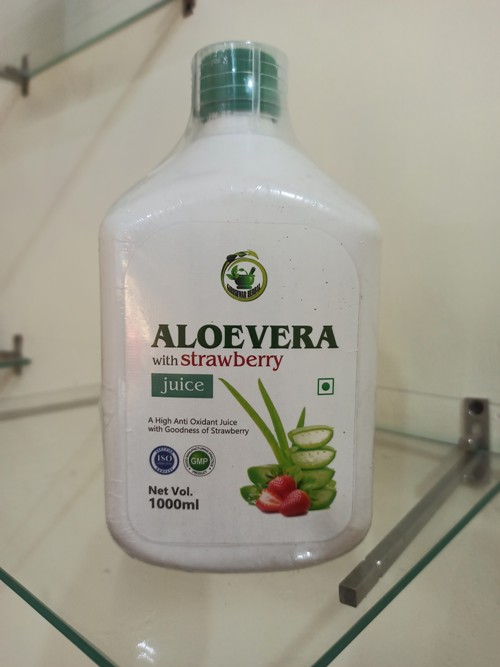 ALOEVERA
with strawberry
juice
A High Anti Oxidant Juice
with Goodness of Strawberry
ISO
GMP
Net Vol.
1000ml